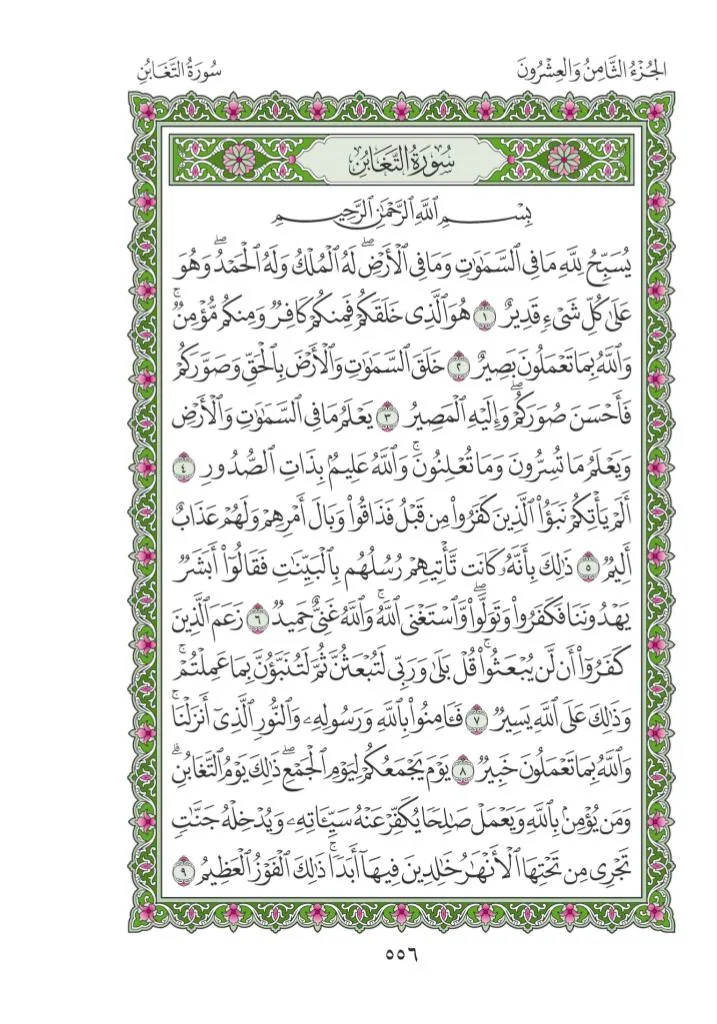 الجُزْءُ الثَّامِنُ وَالعِشْرُونَ
سُورَةُ التَّغَابُنِ
سُورَةُ التَّغَابُنِ
بِسْمِ ٱللَّهِ ٱلرَّحْمَٰنِ ٱلرَّحِيمِ
يُسَبِّحُ لِلَّهِ مَا فِي ٱلسَّمَٰوَٰتِ وَمَا فِي ٱلْأَرْضِۖ لَهُ ٱلْمُلْكُ وَلَهُ ٱلْحَمْدُۖ وَهُوَ
عَلَىٰ كُلِّ شَيْءٍ قَدِيرٌ ١ هُوَ ٱلَّذِي خَلَقَكُمْ فَمِنكُمْ كَافِرٌ وَمِنكُم مُّؤْمِنٌۚ
وَٱللَّهُ بِمَا تَعْمَلُونَ بَصِيرٌ ٢ خَلَقَ ٱلسَّمَٰوَٰتِ وَٱلْأَرْضَ بِٱلْحَقِّ وَصَوَّرَكُمْ
فَأَحْسَنَ صُوَرَكُمْۖ وَإِلَيْهِ ٱلْمَصِيرُ ٣ يَعْلَمُ مَا فِي ٱلسَّمَٰوَٰتِ وَٱلْأَرْضِ
وَيَعْلَمُ مَا تُسِرُّونَ وَمَا تُعْلِنُونَۚ وَٱللَّهُ عَلِيمٌۢ بِذَاتِ ٱلصُّدُورِ ٤
أَلَمْ يَأْتِكُمْ نَبَؤُاْ ٱلَّذِينَ كَفَرُواْ مِن قَبْلُ فَذَاقُواْ وَبَالَ أَمْرِهِمْ وَلَهُمْ عَذَابٌ
أَلِيمٌ ٥ ذَٰلِكَ بِأَنَّهُۥ كَانَت تَّأْتِيهِمْ رُسُلُهُم بِٱلْبَيِّنَٰتِ فَقَالُوٓاْ أَبَشَرٌ
يَهْدُونَنَا فَكَفَرُواْ وَتَوَلَّواْۖ وَّٱسْتَغْنَى ٱللَّهُۚ وَٱللَّهُ غَنِيٌّ حَمِيدٌ ٦ زَعَمَ ٱلَّذِينَ
كَفَرُوٓاْ أَن لَّن يُبْعَثُواْۚ قُلْ بَلَىٰ وَرَبِّي لَتُبْعَثُنَّ ثُمَّ لَتُنَبَّؤُنَّ بِمَا عَمِلْتُمْۚ
وَذَٰلِكَ عَلَى ٱللَّهِ يَسِيرٌ ٧ فَـَٔامِنُواْ بِٱللَّهِ وَرَسُولِهِۦ وَٱلنُّورِ ٱلَّذِيٓ أَنزَلْنَاۚ
وَٱللَّهُ بِمَا تَعْمَلُونَ خَبِيرٌ ٨ يَوْمَ يَجْمَعُكُمْ لِيَوْمِ ٱلْجَمْعِۖ ذَٰلِكَ يَوْمُ ٱلتَّغَابُنِۗ
وَمَن يُؤْمِنۢ بِٱللَّهِ وَيَعْمَلْ صَٰلِحًا يُكَفِّرْ عَنْهُ سَيِّـَٔاتِهِۦ وَيُدْخِلْهُ جَنَّٰتٍ
تَجْرِي مِن تَحْتِهَا ٱلْأَنْهَٰرُ خَٰلِدِينَ فِيهَآ أَبَدًاۚ ذَٰلِكَ ٱلْفَوْزُ ٱلْعَظِيمُ ٩
٥٥٦